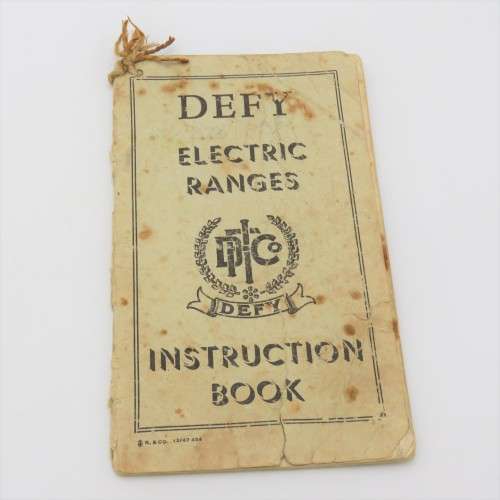 DEFY
ELECTRIC
RANGES
DEFY
INSTRUCTION
BOOK